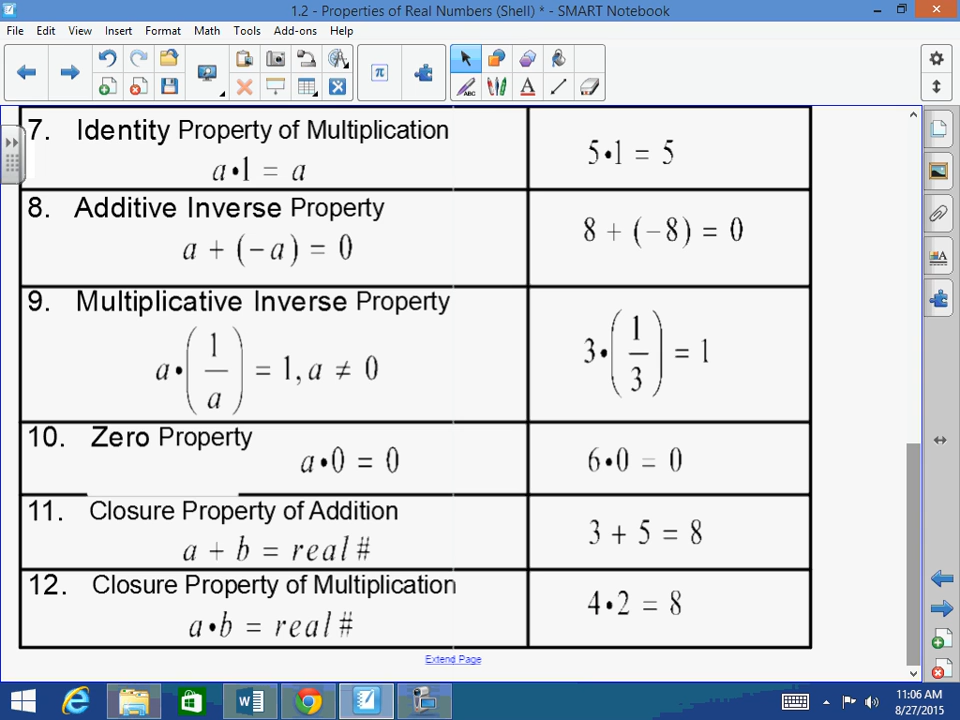 1.2 - Properties of Real Numbers (Shell) * - SMART Notebook
File Edit View Insert Format Math Tools Add-ons Help
7. Identity Property of Multiplication
a•1 = a
5•1 = 5
8. Additive Inverse Property
a + (−a) = 0
8 + (−8) = 0
9. Multiplicative Inverse Property
a•(1/a) = 1, a ≠ 0
3•(1/3) = 1
10. Zero Property
a•0 = 0
6•0 = 0
11. Closure Property of Addition
a + b = real #
3 + 5 = 8
12. Closure Property of Multiplication
a•b = real #
4•2 = 8
Extend Page
11:06 AM
8/27/2015